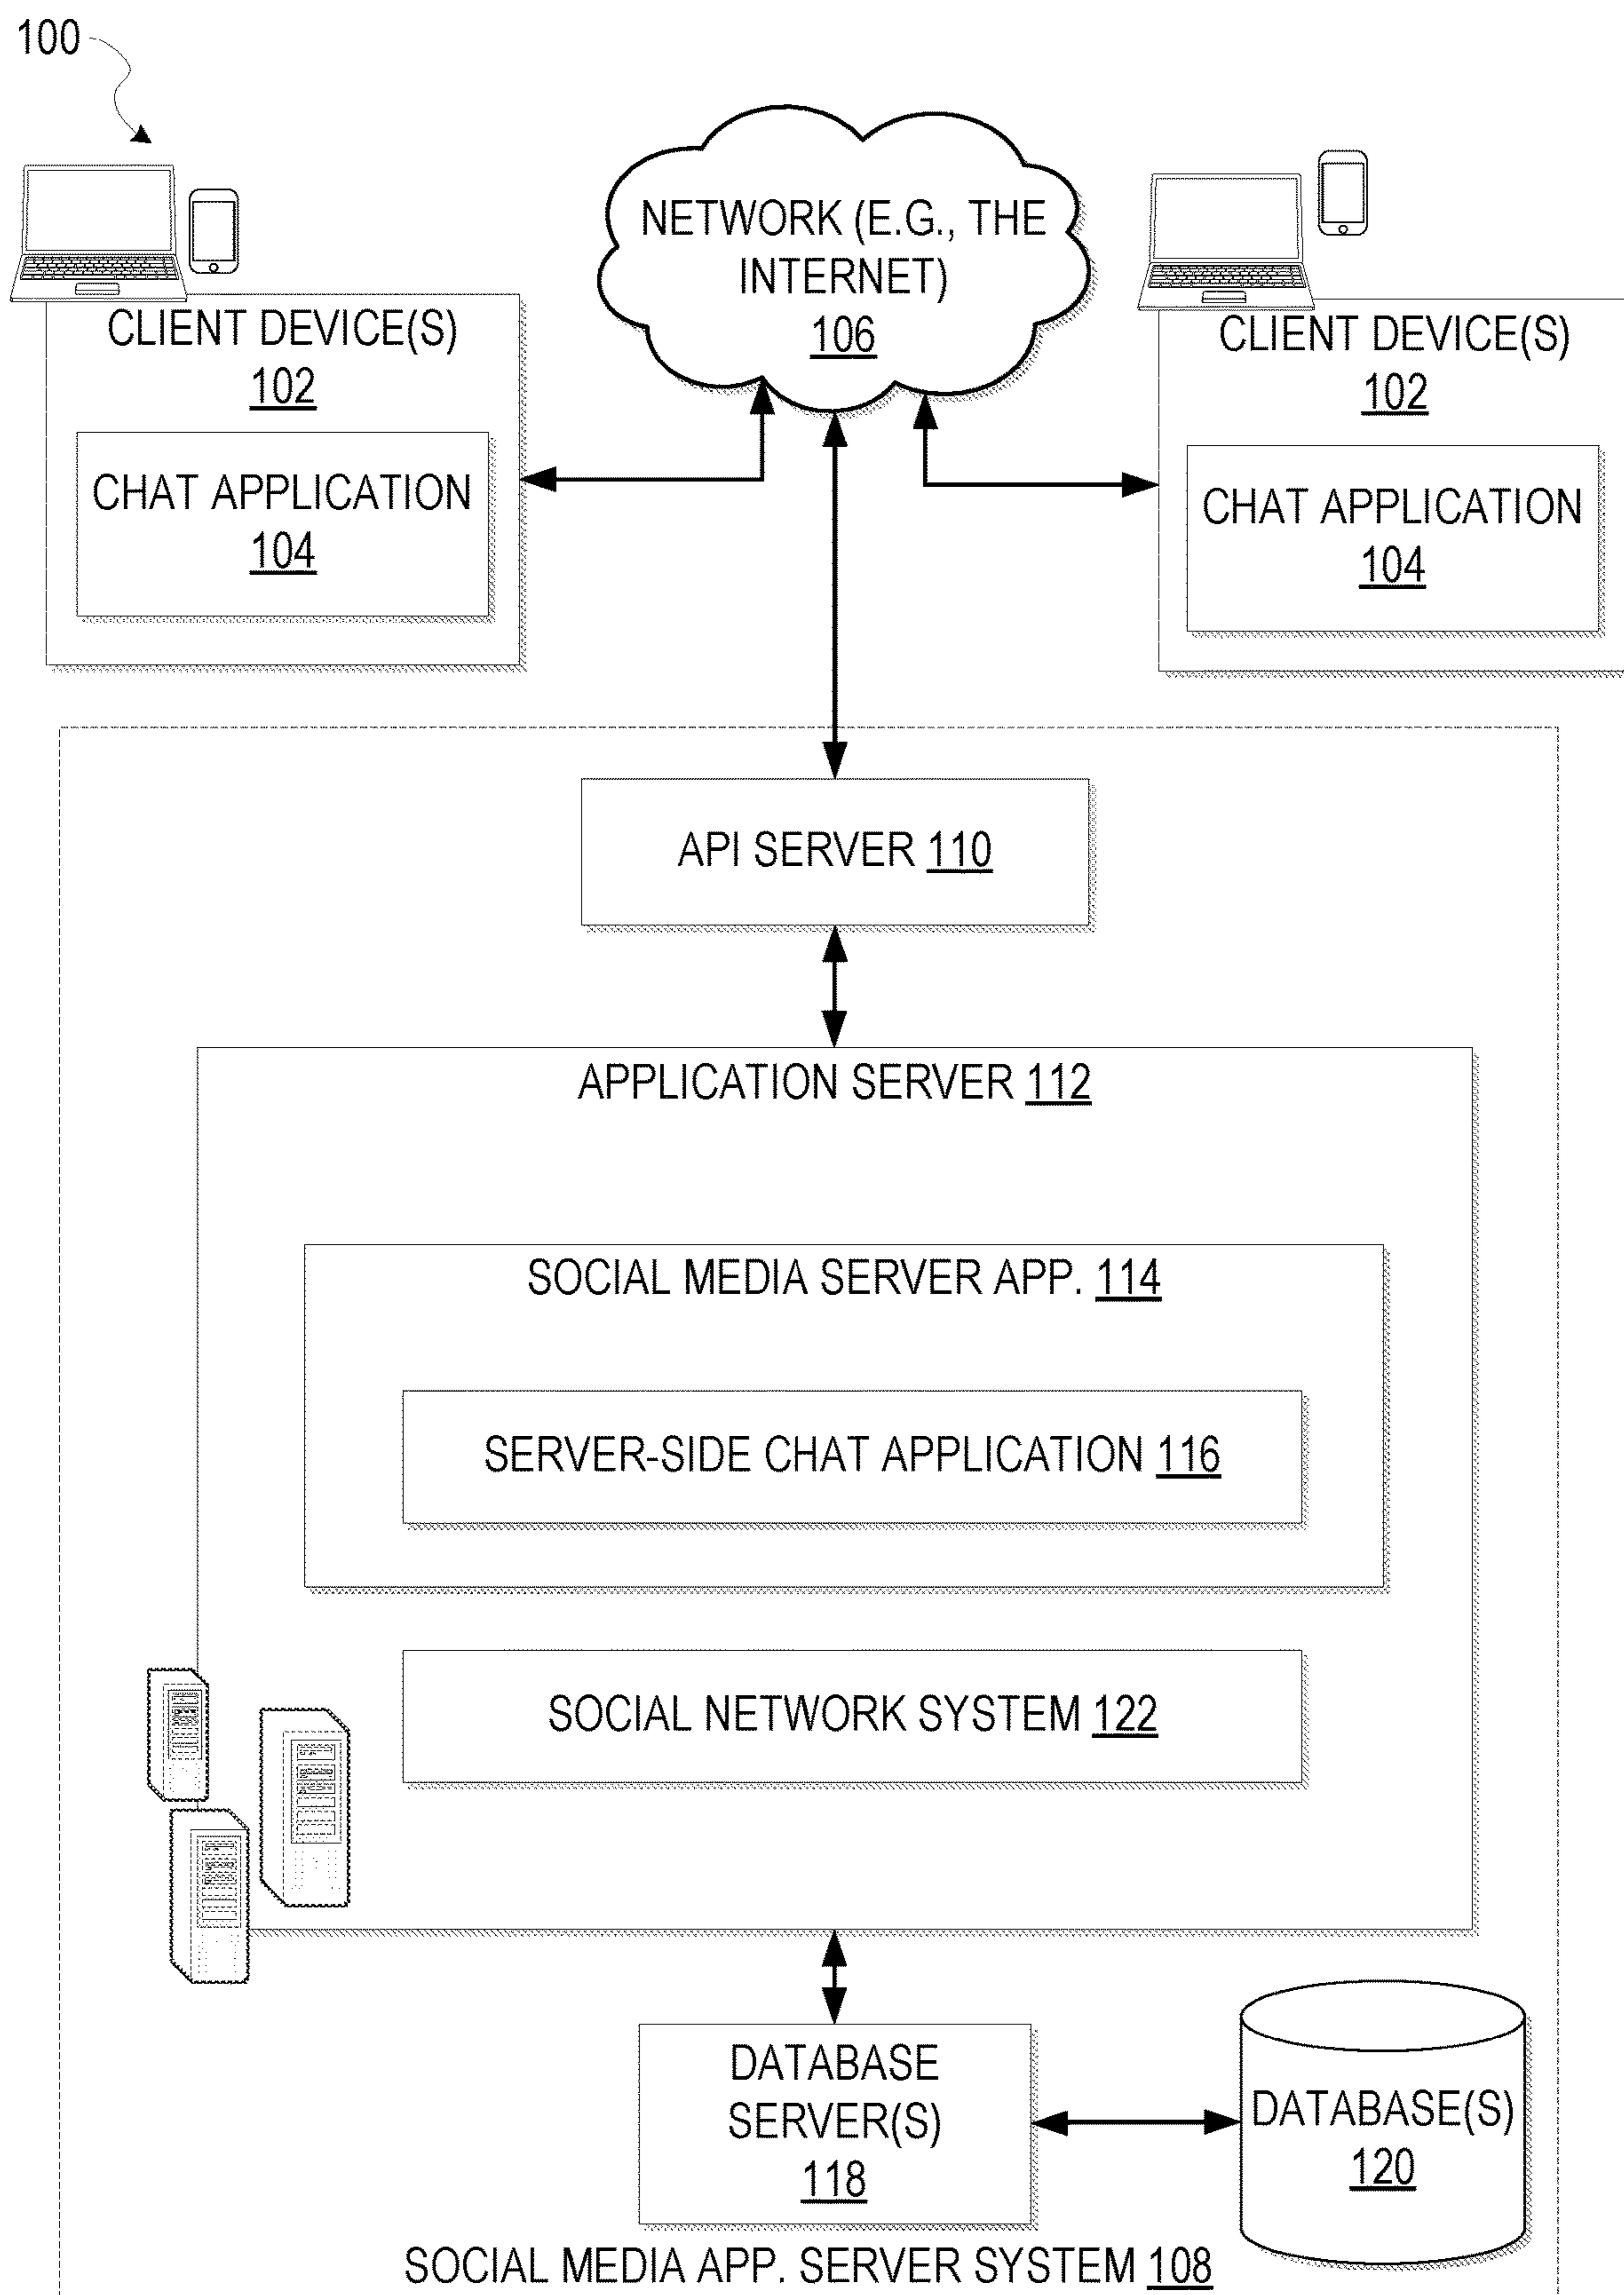 100
NETWORK (E.G., THE
INTERNET)
106
CLIENT DEVICE(S)
102
CHAT APPLICATION
104
CLIENT DEVICE(S)
102
CHAT APPLICATION
104
API SERVER 110
APPLICATION SERVER 112
SOCIAL MEDIA SERVER APP. 114
SERVER-SIDE CHAT APPLICATION 116
SOCIAL NETWORK SYSTEM 122
DATABASE
SERVER(S)
118
DATABASE(S)
120
SOCIAL MEDIA APP. SERVER SYSTEM 108